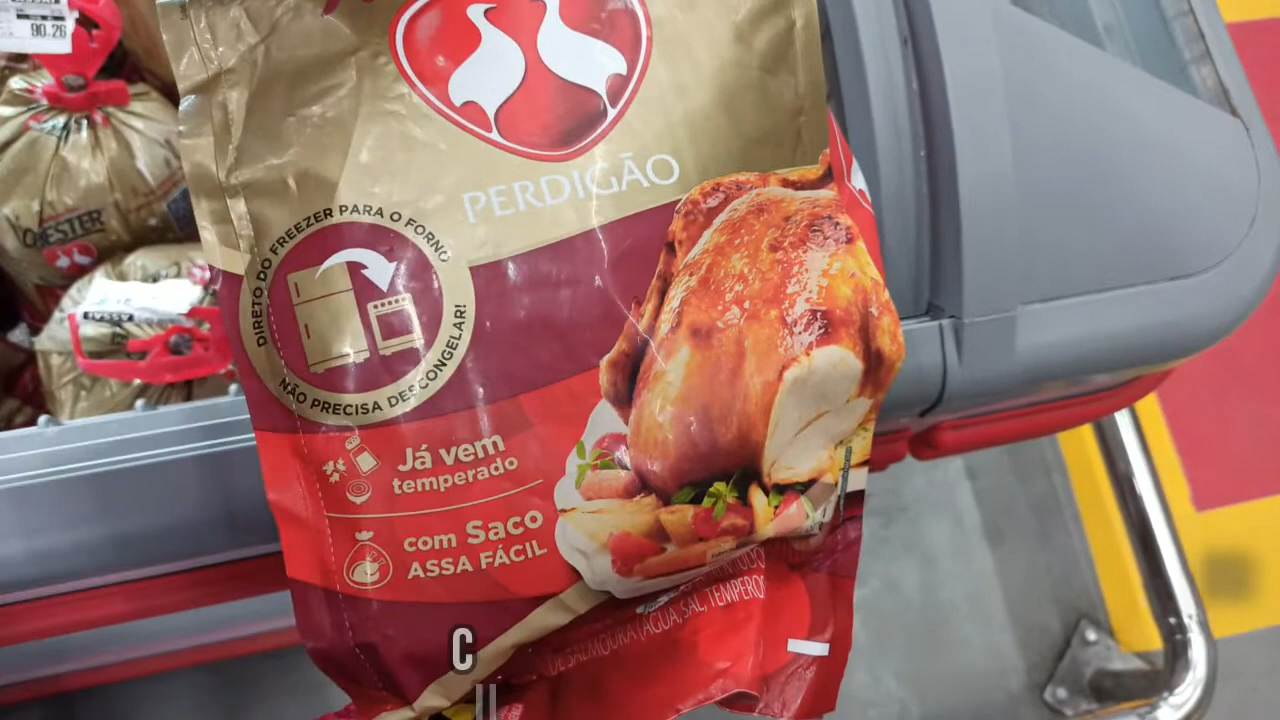 90.26
PERDIGÃO
DIRETO DO FREEZER PARA O FORNO
NÃO PRECISA DESCONGELAR!
CHESTER
ASSAÍ
Já vem
temperado
com Saco
ASSA FÁCIL
DE SALMOURA (ÁGUA, SAL, TEMPERO
C